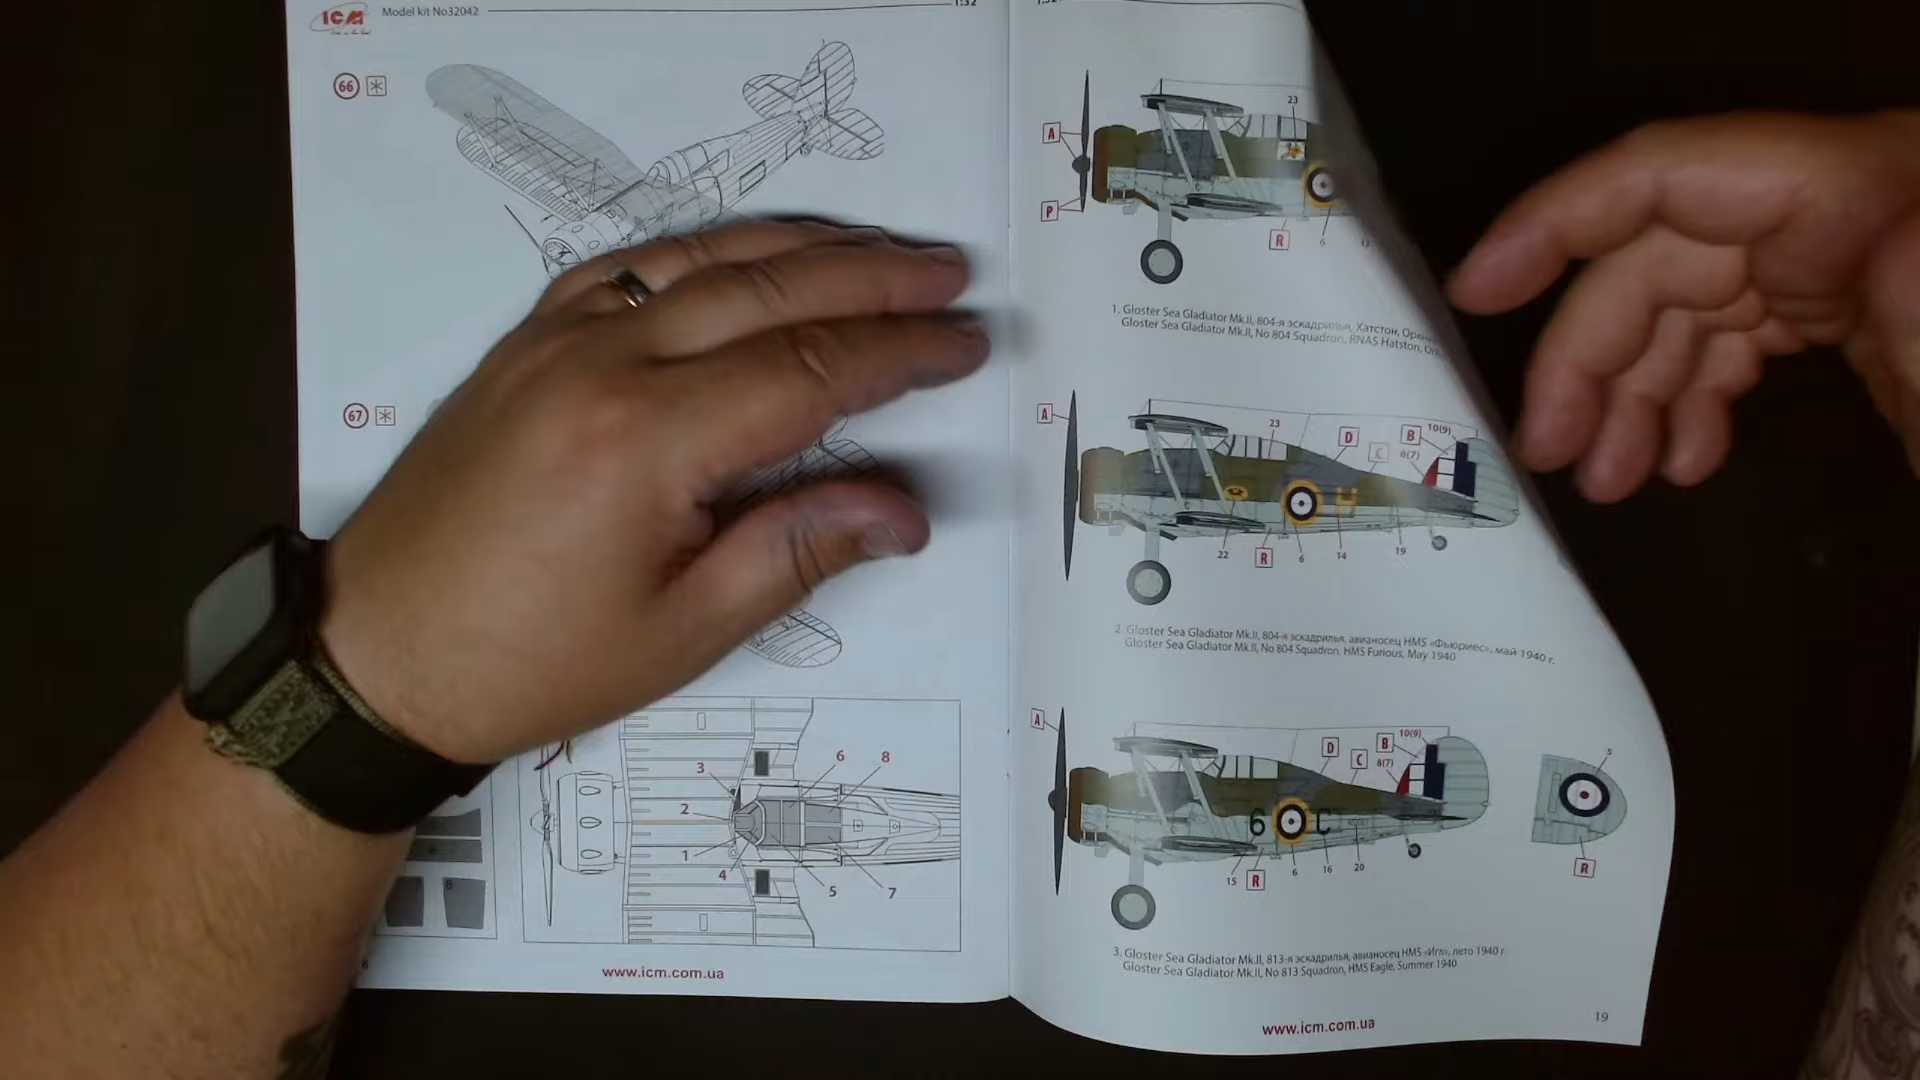 ICM
Model kit No32042
1:32
66
67
3
6
8
2
1
4
5
7
8
www.icm.com.ua
A
P
23
R
6
1. Gloster Sea Gladiator Mk.II, 804-я эскадрилья, Хатстон,
Gloster Sea Gladiator Mk.II, No 804 Squadron, RNAS Hatston,
A
23
D
C
B
10(9)
8(7)
H
22
R
6
14
19
2. Gloster Sea Gladiator Mk.II, 804-я эскадрилья, авианосец HMS «Фьюриес», май 1940 г.
Gloster Sea Gladiator Mk.II, No 804 Squadron, HMS Furious, May 1940
A
D
C
B
10(9)
8(7)
5
6 C
15
R
6
16
20
R
3. Gloster Sea Gladiator Mk.II, 813-я эскадрилья, авианосец HMS «Игл», лето 1940 г
Gloster Sea Gladiator Mk.II, No 813 Squadron, HMS Eagle, Summer 1940
www.icm.com.ua
19